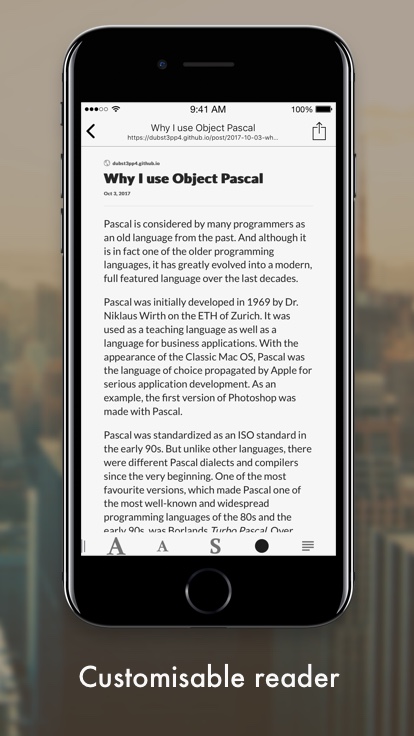 9:41 AM
100%
Why I use Object Pascal
https://dubst3pp4.github.io/post/2017-10-03-wh...
dubst3pp4.github.io
Why I use Object Pascal
Oct 3, 2017
Pascal is considered by many programmers as
an old language from the past. And although it
is in fact one of the older programming
languages, it has greatly evolved into a modern,
full featured language over the last decades.
Pascal was initially developed in 1969 by Dr.
Niklaus Wirth on the ETH of Zurich. It was
used as a teaching language as well as a
language for business applications. With the
appearance of the Classic Mac OS, Pascal was
the language of choice propagated by Apple for
serious application development. As an
example, the first version of Photoshop was
made with Pascal.
Pascal was standardized as an ISO standard in
the early 90s. But unlike other languages, there
were different Pascal dialects and compilers
since the very beginning. One of the most
favourite versions, which made Pascal one of
the most well-known and widespread
programming languages of the 80s and the
early 90s, was Borlands Turbo Pascal. Over
A A S
Customisable reader